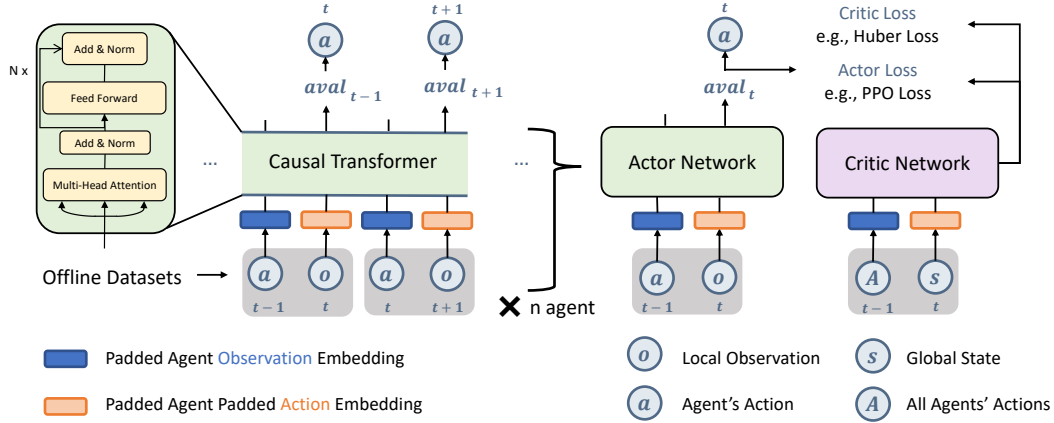 N x
Add & Norm
Feed Forward
Add & Norm
Multi-Head Attention
t
t + 1
a
a
aval t − 1
aval t + 1
...
Causal Transformer
...
a
o
a
o
t − 1
t
t
t + 1
Offline Datasets
n agent
t
a
aval t
Actor Network
a
o
t − 1
t
Critic Loss
e.g., Huber Loss
Actor Loss
e.g., PPO Loss
Critic Network
A
s
t − 1
t
Padded Agent Observation Embedding
Padded Agent Padded Action Embedding
o
Local Observation
a
Agent's Action
s
Global State
A
All Agents' Actions